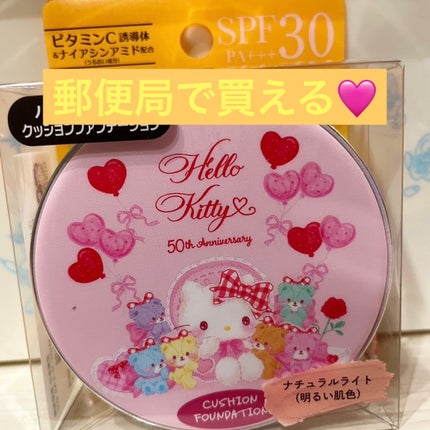 ビタミンC誘導体
&ナイアシンアミド配合
(うるおい成分)
SPF30
PA+++
郵便局で買える🩷
クッションファンデーション
Hello
Kitty
50th Anniversary
CUSHION
FOUNDATION
ナチュラルライト
(明るい肌色)